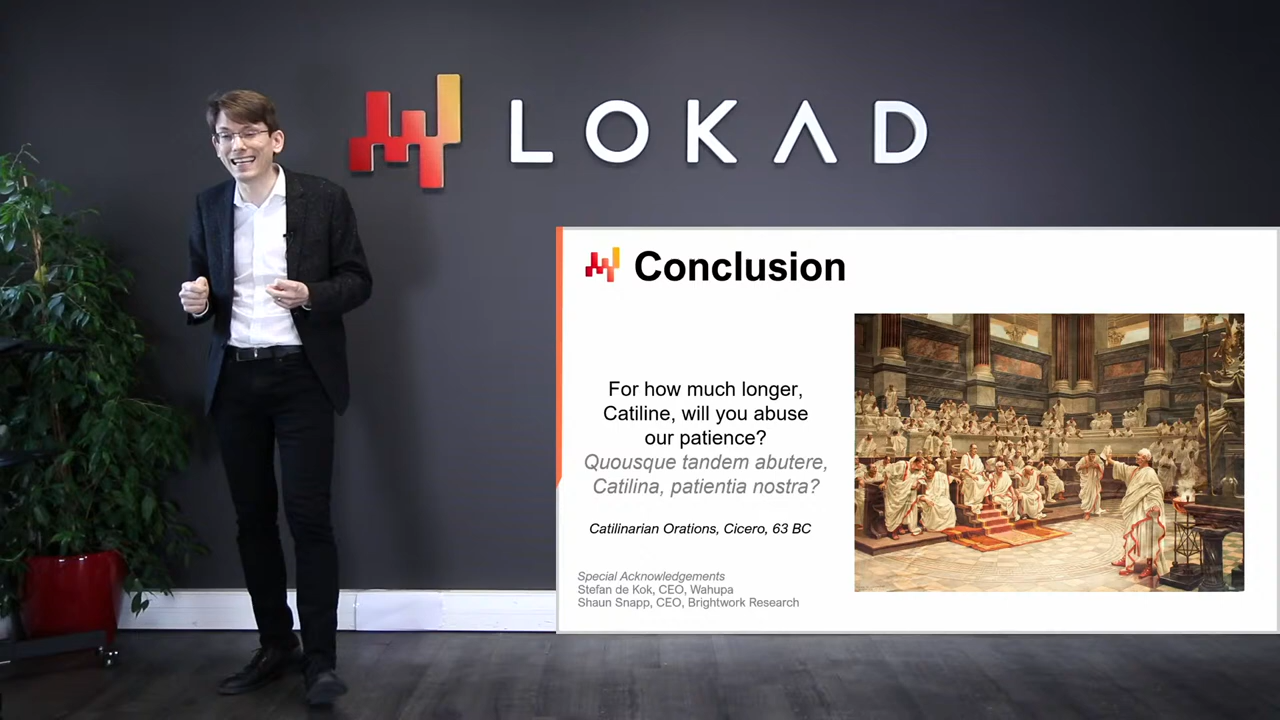 LOKAD
Conclusion
For how much longer,
Catiline, will you abuse
our patience?
Quousque tandem abutere,
Catilina, patientia nostra?
Catilinarian Orations, Cicero, 63 BC
Special Acknowledgements
Stefan de Kok, CEO, Wahupa
Shaun Snapp, CEO, Brightwork Research